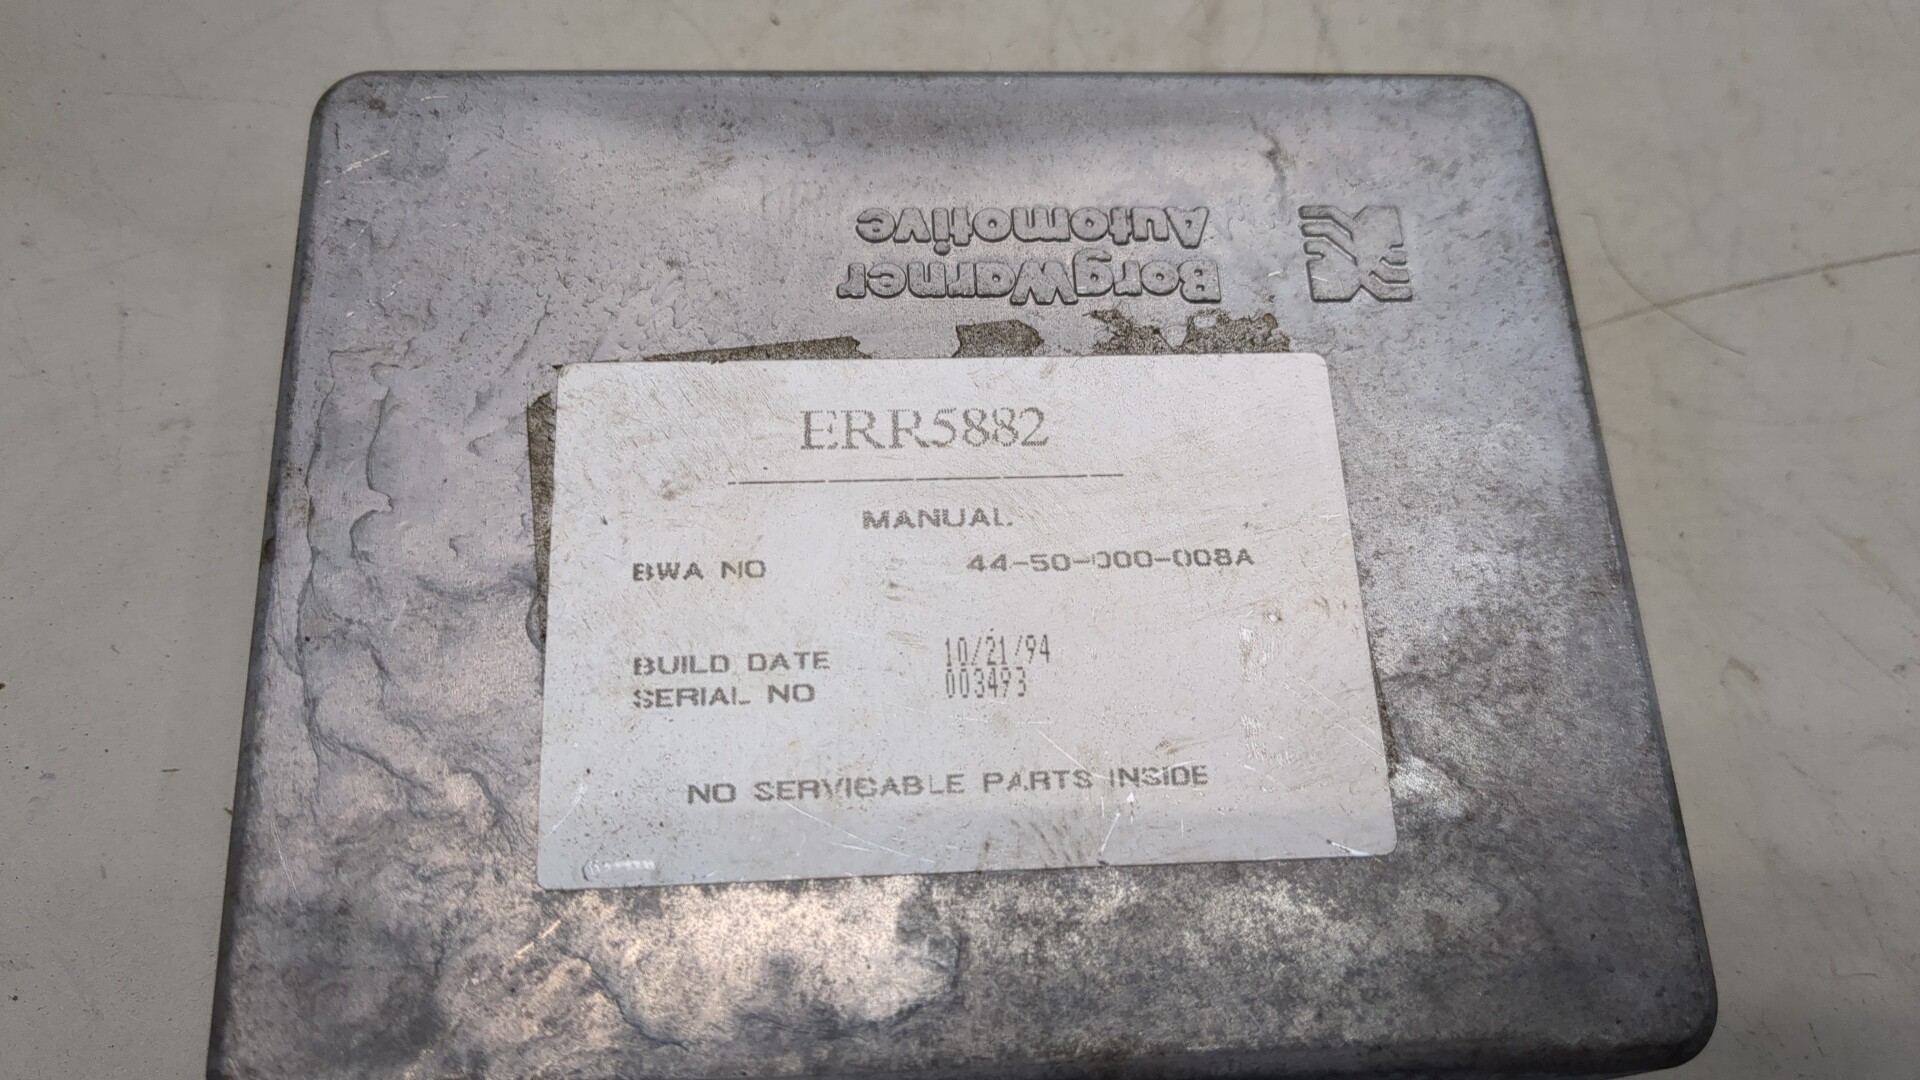 BorgWarner
Automotive
ERR5882
MANUAL
BWA NO 44-50-000-008A
BUILD DATE 10/21/94
SERIAL NO 003493
NO SERVICABLE PARTS INSIDE